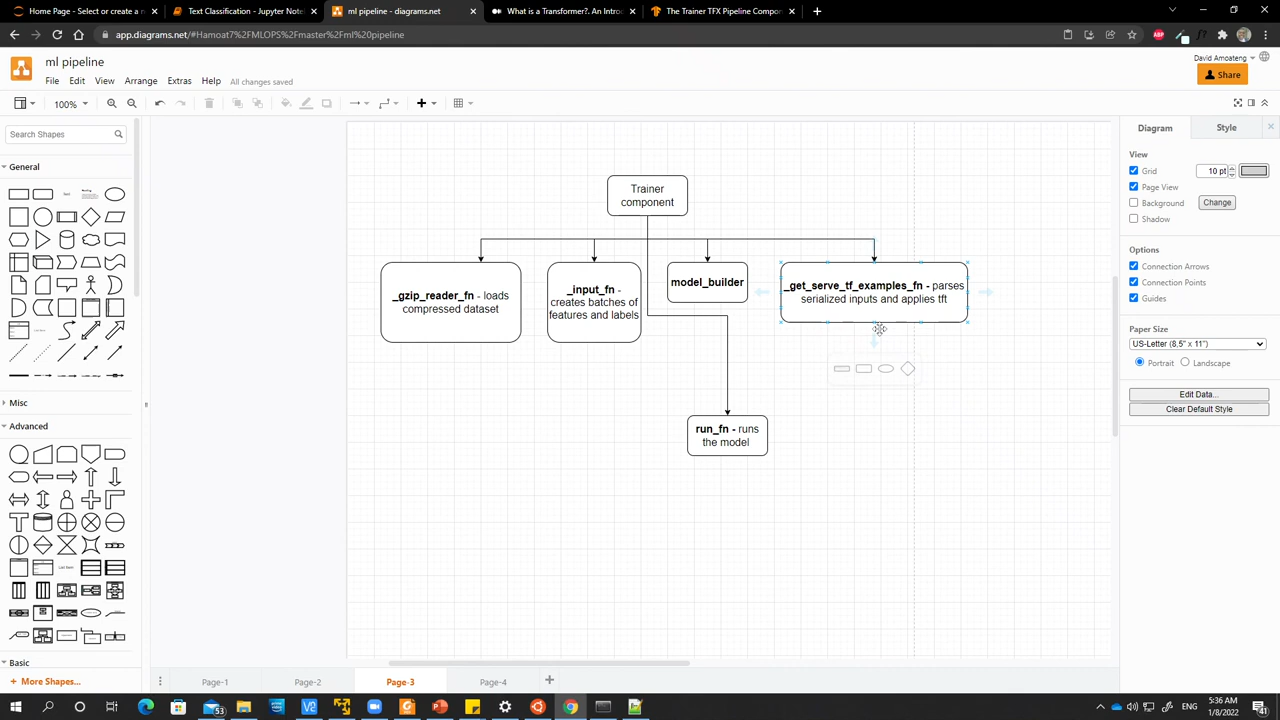 Home Page - Select or create a n
Text Classification - Jupyter Note
ml pipeline - diagrams.net
What is a Transformer?. An Intro
The Trainer TFX Pipeline Compon
app.diagrams.net/#Hamoat7%2FMLOPS%2Fmaster%2Fml%20pipeline
ABP
ml pipeline
David Amoateng
File Edit View Arrange Extras Help All changes saved
Share
100%
Search Shapes
General
Misc
Advanced
Basic
+ More Shapes...
Trainer
component
_gzip_reader_fn - loads
compressed dataset
_input_fn -
creates batches of
features and labels
model_builder
_get_serve_tf_examples_fn - parses
serialized inputs and applies tft
run_fn - runs
the model
Diagram Style
View
Grid 10 pt
Page View
Background Change
Shadow
Options
Connection Arrows
Connection Points
Guides
Paper Size
US-Letter (8,5" x 11")
Portrait Landscape
Edit Data...
Clear Default Style
Page-1 Page-2 Page-3 Page-4
53
ENG
5:36 AM
1/8/2022
41